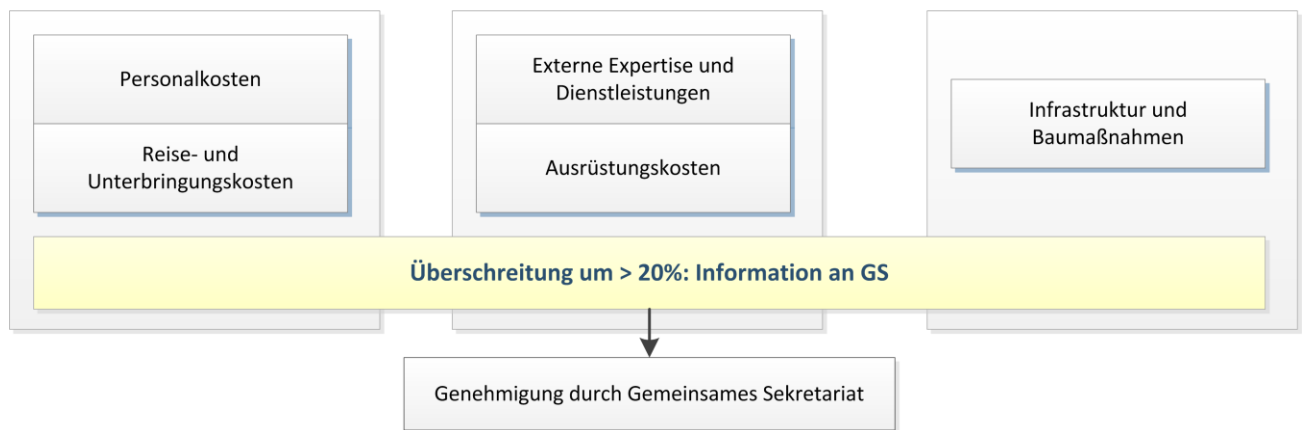 Personalkosten
Reise- und
Unterbringungskosten
Externe Expertise und
Dienstleistungen
Ausrüstungskosten
Infrastruktur und
Baumaßnahmen
Überschreitung um > 20%: Information an GS
Genehmigung durch Gemeinsames Sekretariat